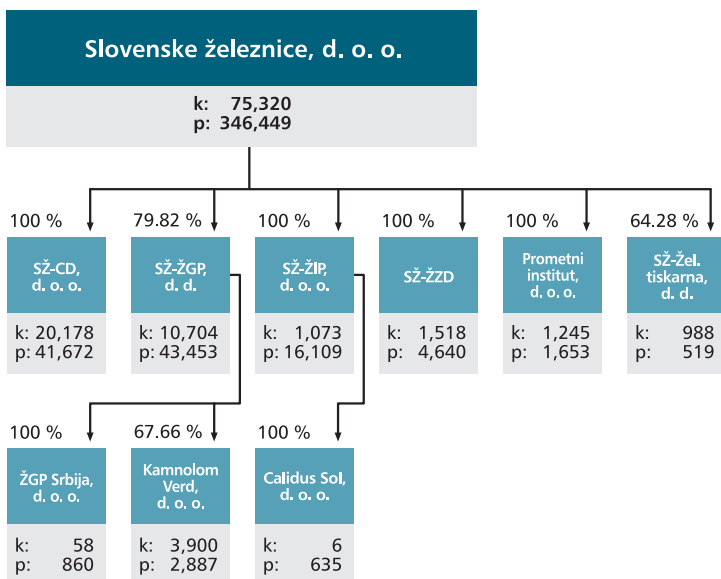 Slovenske železnice, d. o. o.
k: 75,320
p: 346,449
100 %
79.82 %
100 %
100 %
100 %
64.28 %
SŽ-CD,
d. o. o.
k: 20,178
p: 41,672
SŽ-ŽGP,
d. d.
k: 10,704
p: 43,453
SŽ-ŽIP,
d. o. o.
k: 1,073
p: 16,109
SŽ-ŽZD
k: 1,518
p: 4,640
Prometni
institut,
d. o. o.
k: 1,245
p: 1,653
SŽ-Žel.
tiskarna,
d. d.
k: 988
p: 519
100 %
67.66 %
100 %
ŽGP Srbija,
d. o. o.
k: 58
p: 860
Kamnolom
Verd,
d. o. o.
k: 3,900
p: 2,887
Calidus Sol,
d. o. o.
k: 6
p: 635